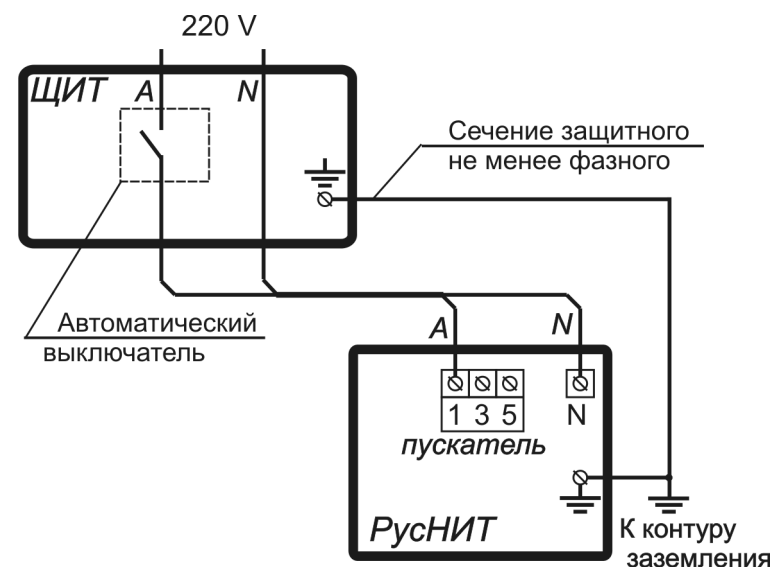 220 V
ЩИТ
A
N
Сечение защитного
не менее фазного
Автоматический
выключатель
A
N
1 3 5
N
пускатель
РусНИТ
К контуру
заземления